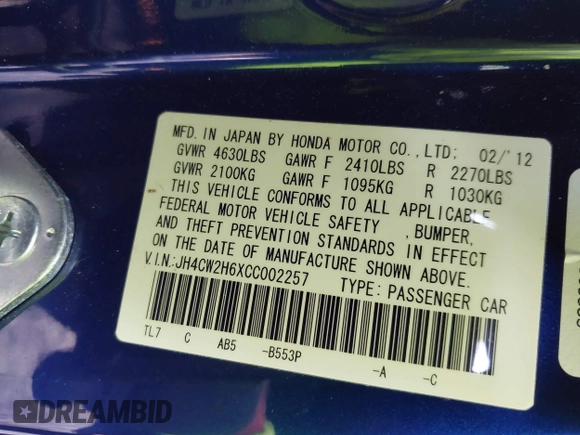 MFD. IN JAPAN BY HONDA MOTOR CO., LTD: 02/'12
GVWR 4630LBS GAWR F 2410LBS R 2270LBS
GVWR 2100KG GAWR F 1095KG R 1030KG
THIS VEHICLE CONFORMS TO ALL APPLICABLE
FEDERAL MOTOR VEHICLE SAFETY , BUMPER,
AND THEFT PREVENTION STANDARDS IN EFFECT
ON THE DATE OF MANUFACTURE SHOWN ABOVE.
V.I.N.:JH4CW2H6XCC002257 TYPE: PASSENGER CAR
TL7 C AB5 -B553P -A -C
DREAMBID